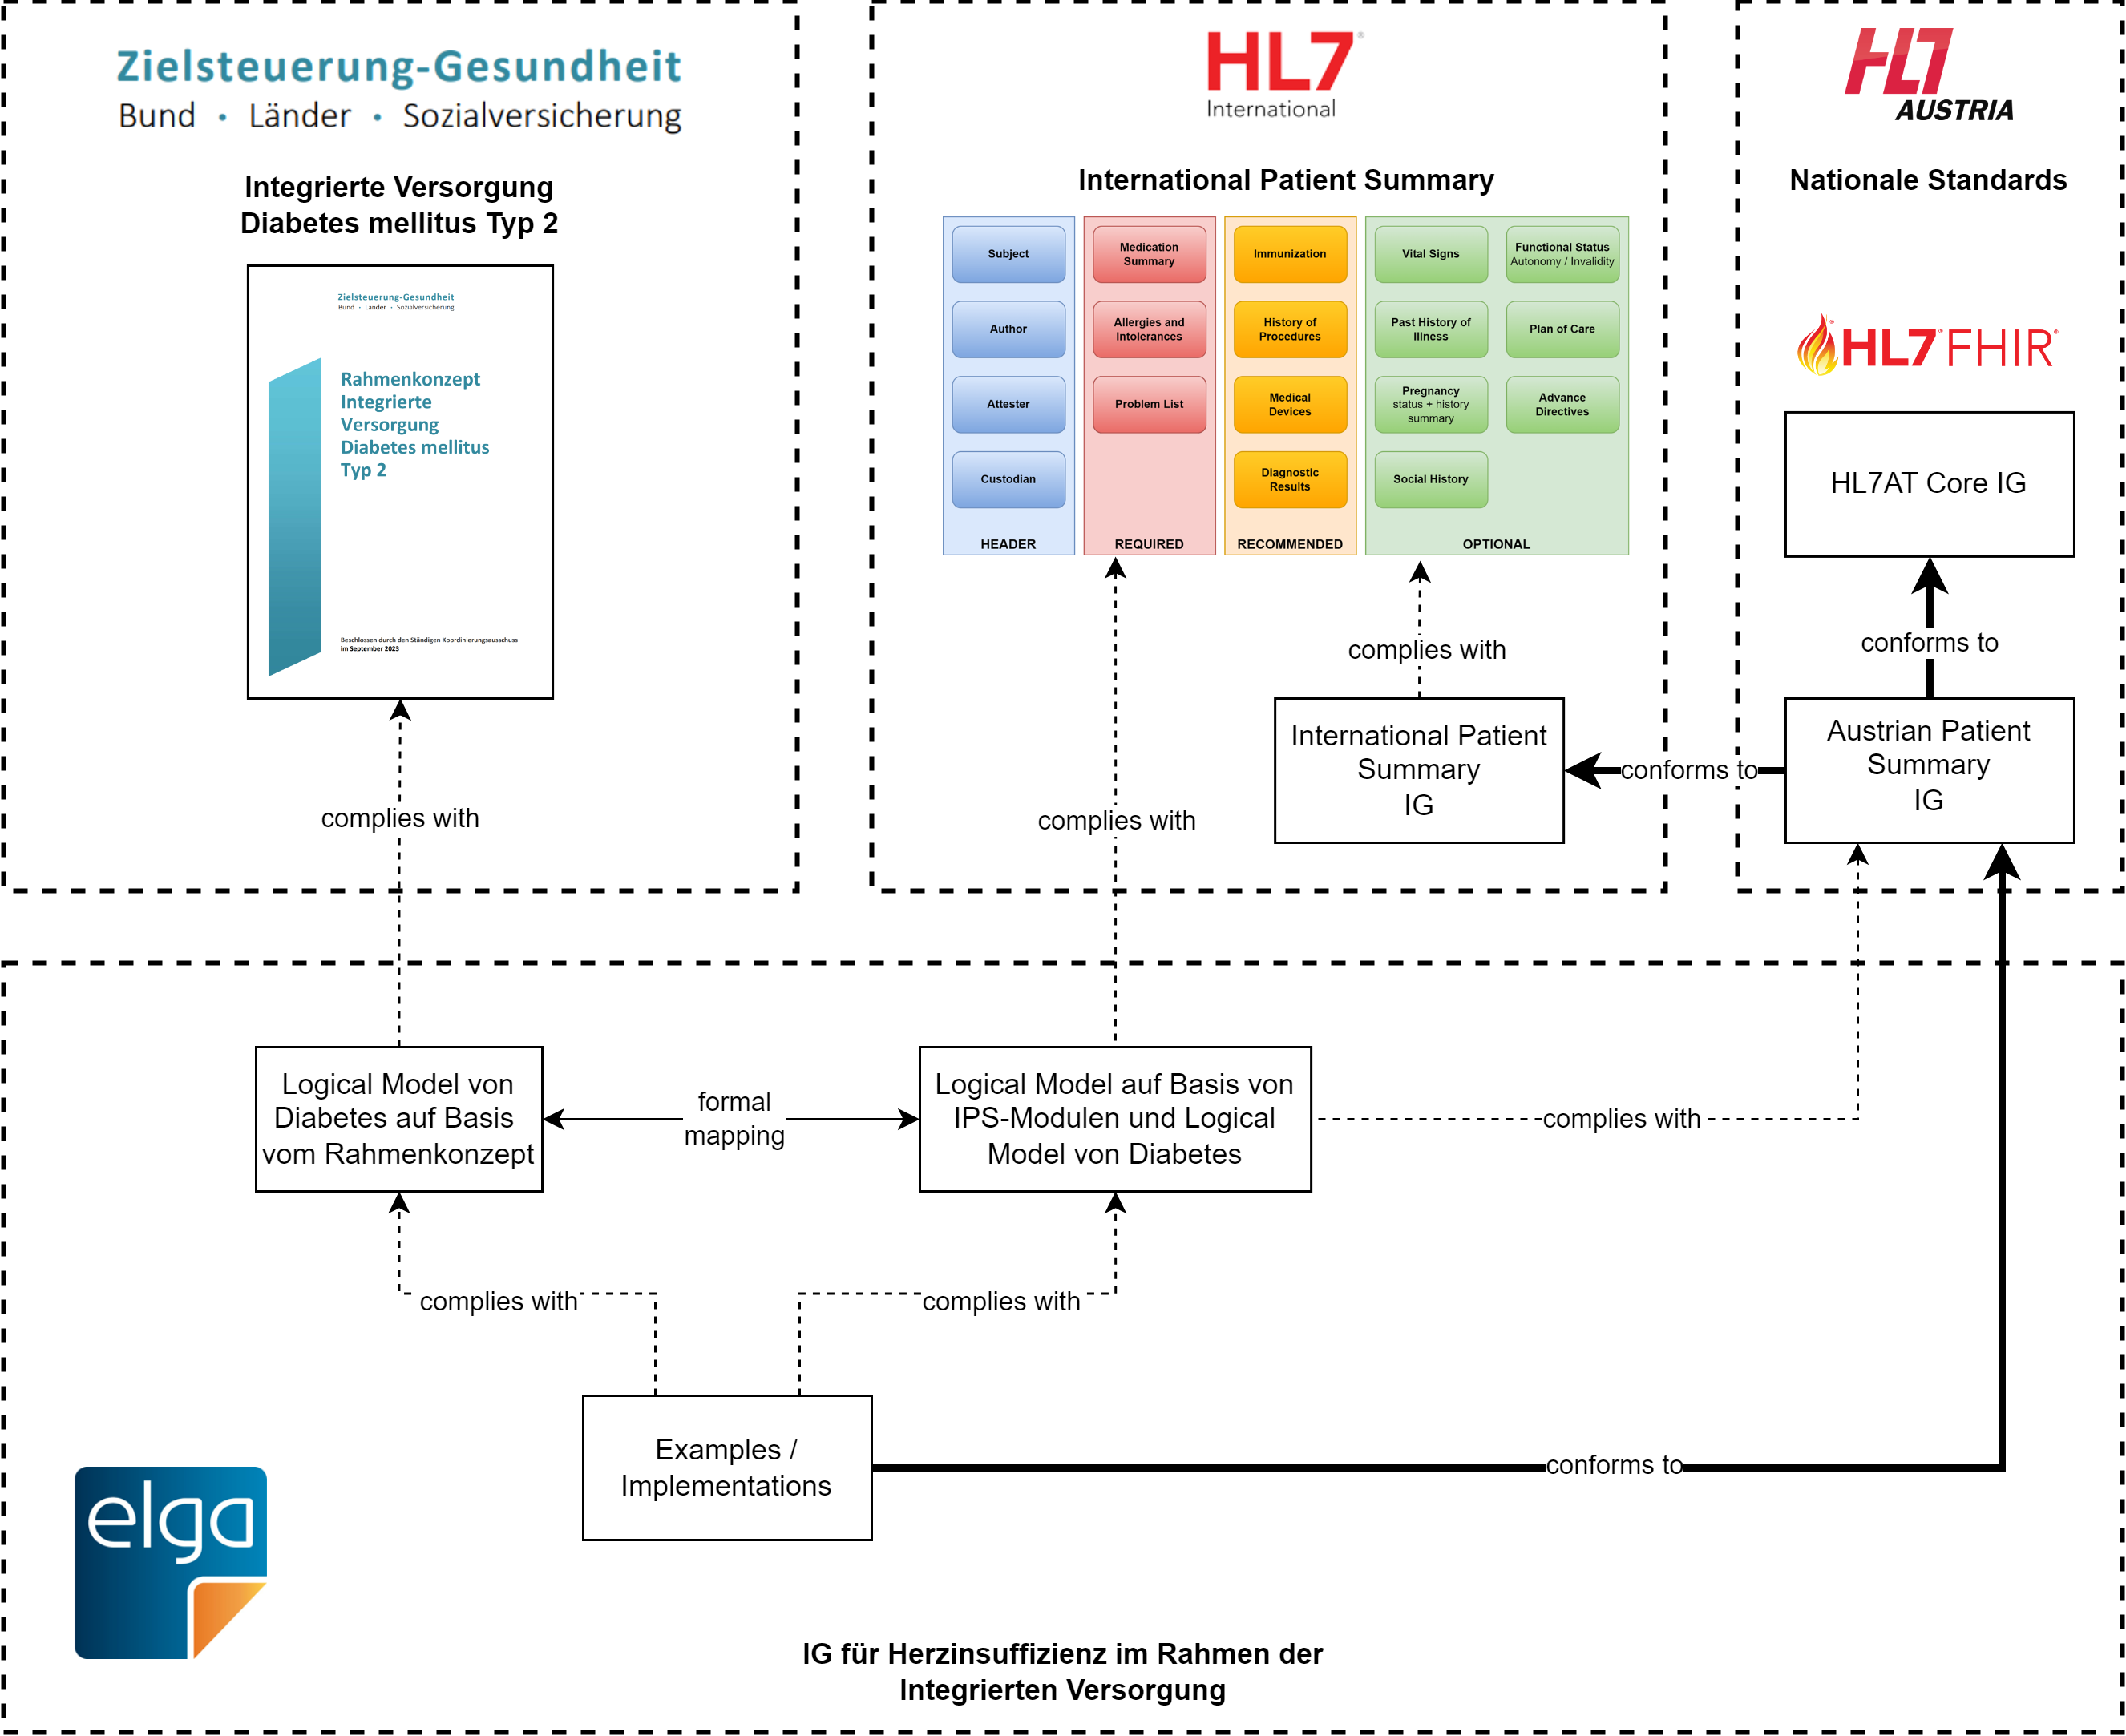 Zielsteuerung-Gesundheit
Bund • Länder • Sozialversicherung
Integrierte Versorgung
Diabetes mellitus Typ 2
Zielsteuerung-Gesundheit
Bund • Länder • Sozialversicherung
Rahmenkonzept
Integrierte
Versorgung
Diabetes mellitus
Typ 2
Beschlossen durch den Ständigen Koordinierungsausschuss
im September 2023
complies with
HL7®
International
International Patient Summary
Subject
Author
Attester
Custodian
HEADER
Medication
Summary
Allergies and
Intolerances
Problem List
REQUIRED
Immunization
History of
Procedures
Medical
Devices
Diagnostic
Results
RECOMMENDED
Vital Signs
Past History of
Illness
Pregnancy
status + history
summary
Social History
Functional Status
Autonomy / Invalidity
Plan of Care
Advance
Directives
OPTIONAL
complies with
complies with
International Patient
Summary
IG
conforms to
HL7
AUSTRIA
Nationale Standards
HL7® FHIR®
HL7AT Core IG
conforms to
Austrian Patient
Summary
IG
Logical Model von
Diabetes auf Basis
vom Rahmenkonzept
formal
mapping
Logical Model auf Basis von
IPS-Modulen und Logical
Model von Diabetes
complies with
complies with
complies with
Examples /
Implementations
conforms to
elga
IG für Herzinsuffizienz im Rahmen der
Integrierten Versorgung